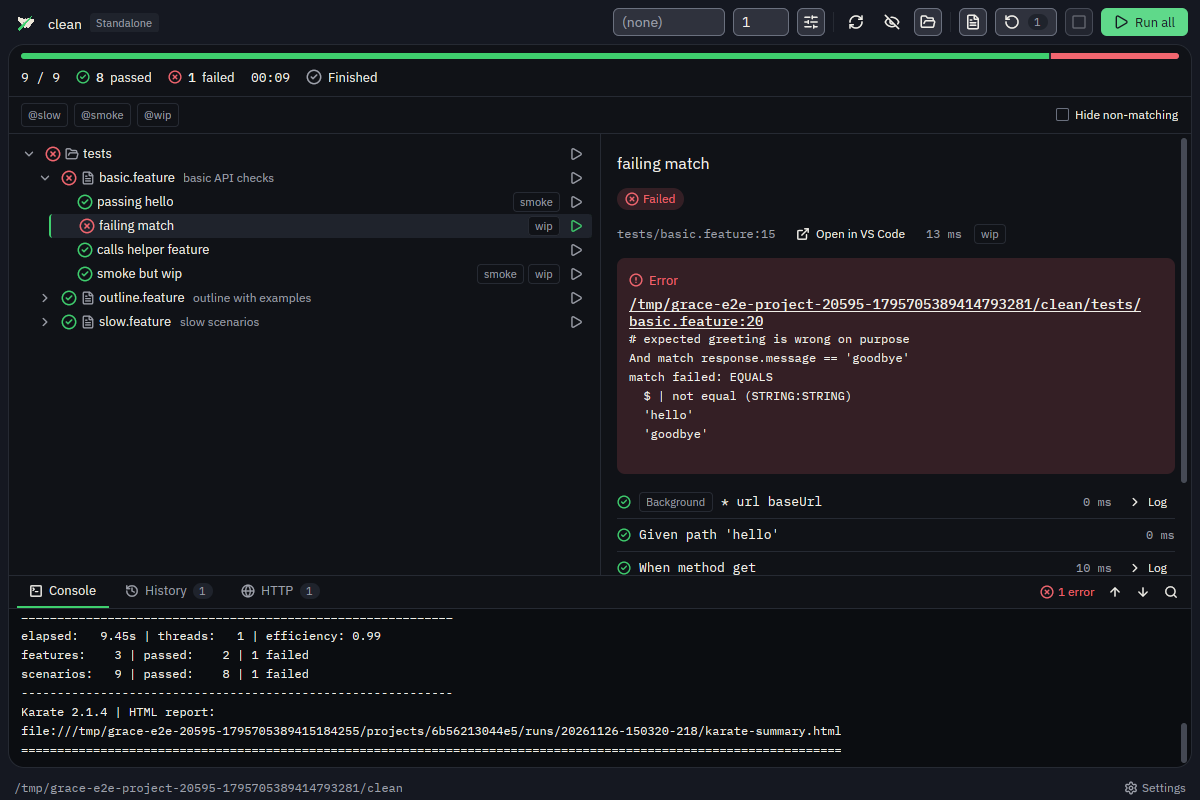 clean Standalone (none) 1 1 Run all
9 / 9 8 passed 1 failed 00:09 Finished
@slow @smoke @wip Hide non-matching
tests
basic.feature basic API checks
passing hello smoke
failing match wip
calls helper feature
smoke but wip smoke wip
outline.feature outline with examples
slow.feature slow scenarios
failing match
Failed
tests/basic.feature:15 Open in VS Code 13 ms wip
Error
/tmp/grace-e2e-project-20595-1795705389414793281/clean/tests/
basic.feature:20
# expected greeting is wrong on purpose
And match response.message == 'goodbye'
match failed: EQUALS
$ | not equal (STRING:STRING)
'hello'
'goodbye'
Background * url baseUrl 0 ms Log
Given path 'hello' 0 ms
When method get 10 ms Log
Console History 1 HTTP 1 1 error
------------------------------------------------------------
elapsed: 9.45s | threads: 1 | efficiency: 0.99
features: 3 | passed: 2 | 1 failed
scenarios: 9 | passed: 8 | 1 failed
------------------------------------------------------------
Karate 2.1.4 | HTML report:
file:///tmp/grace-e2e-20595-1795705389415184255/projects/6b56213044e5/runs/20261126-150320-218/karate-summary.html
==================================================================================================================
/tmp/grace-e2e-project-20595-1795705389414793281/clean Settings